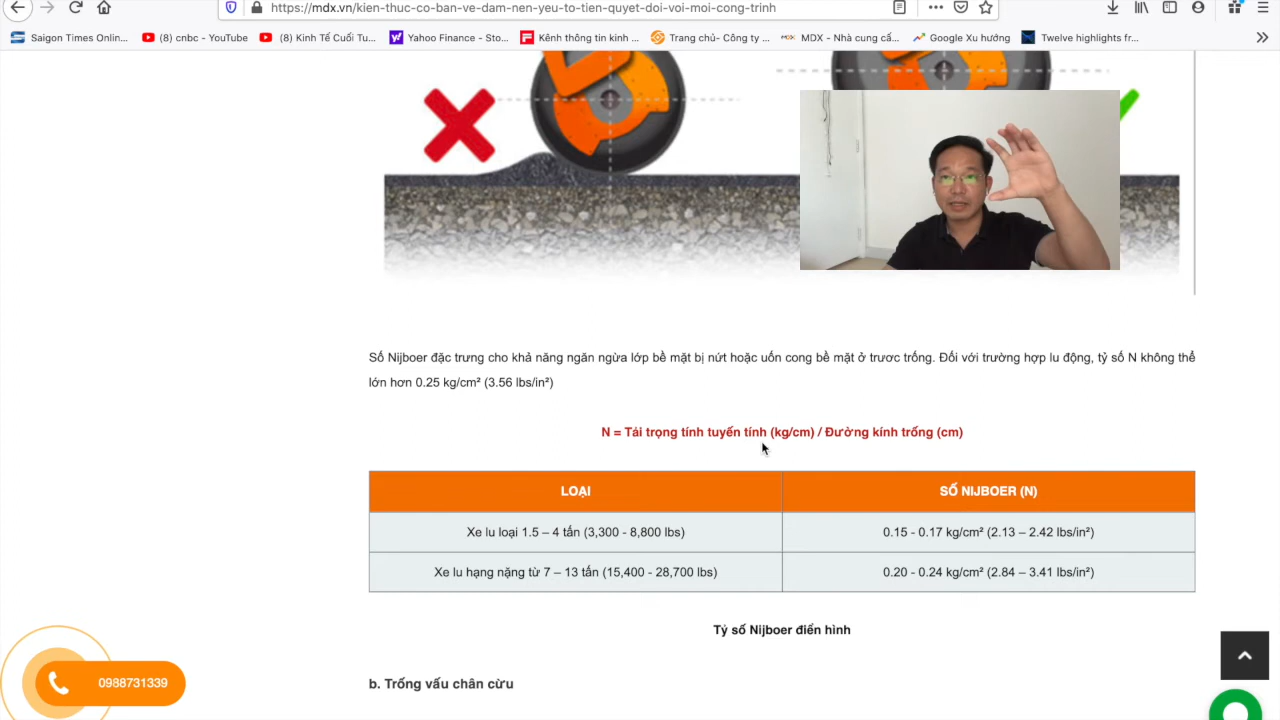 https://mdx.vn/kien-thuc-co-ban-ve-dam-nen-yeu-to-tien-quyet-doi-voi-moi-cong-trinh
Saigon Times Onlin...
(8) cnbc - YouTube
(8) Kinh Tế Cuối Tu...
Yahoo Finance - Sto...
Kênh thông tin kinh ...
Trang chủ- Công ty ...
MDX - Nhà cung cấ...
Google Xu hướng
Twelve highlights fr...
Số Nijboer đặc trưng cho khả năng ngăn ngừa lớp bề mặt bị nứt hoặc uốn cong bề mặt ở trươc trống. Đối với trường hợp lu động, tỷ số N không thể
lớn hơn 0.25 kg/cm² (3.56 lbs/in²)
N = Tải trọng tính tuyến tính (kg/cm) / Đường kính trống (cm)
LOẠI
SỐ NIJBOER (N)
Xe lu loại 1.5 – 4 tấn (3,300 - 8,800 lbs)
0.15 - 0.17 kg/cm² (2.13 – 2.42 lbs/in²)
Xe lu hạng nặng từ 7 – 13 tấn (15,400 - 28,700 lbs)
0.20 - 0.24 kg/cm² (2.84 – 3.41 lbs/in²)
Tỷ số Nijboer điển hình
b. Trống vấu chân cừu
0988731339